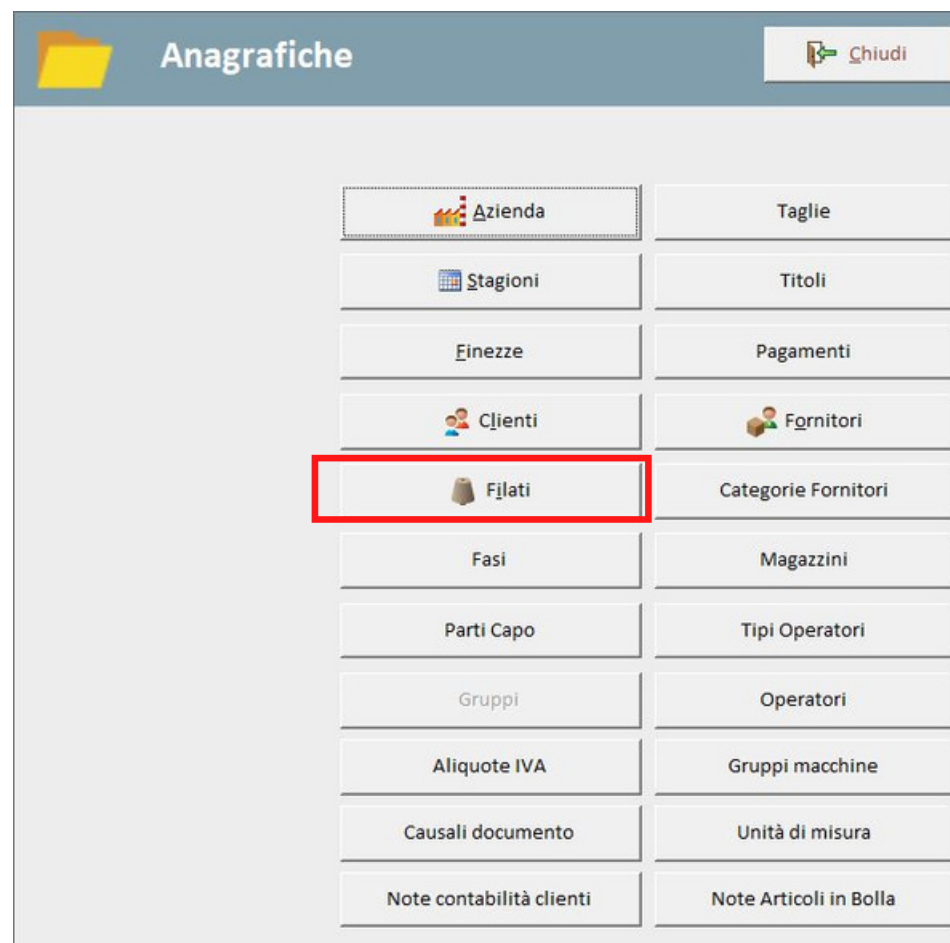 Anagrafiche
Chiudi
Azienda
Taglie
Stagioni
Titoli
Finezze
Pagamenti
Clienti
Fornitori
Filati
Categorie Fornitori
Fasi
Magazzini
Parti Capo
Tipi Operatori
Gruppi
Operatori
Aliquote IVA
Gruppi macchine
Causali documento
Unità di misura
Note contabilità clienti
Note Articoli in Bolla